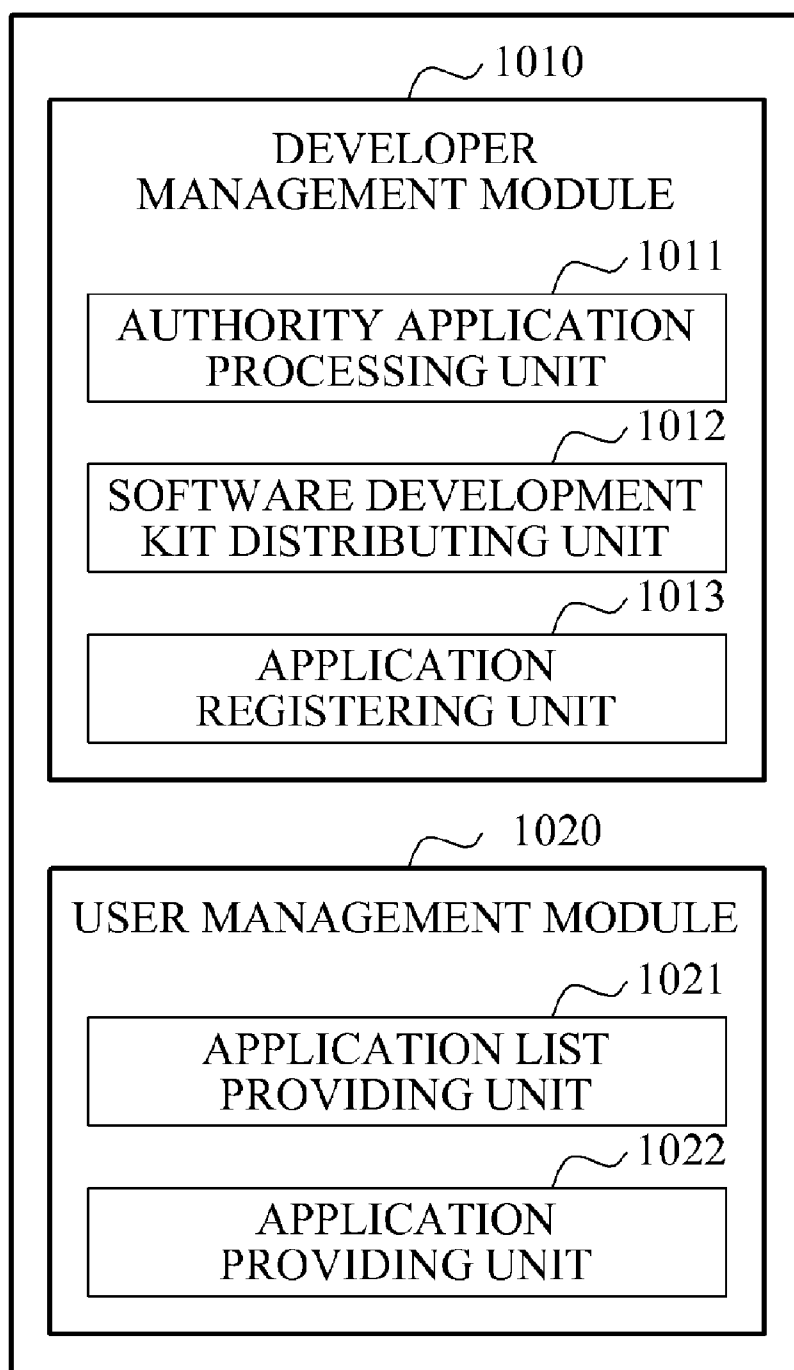 1010
DEVELOPER
MANAGEMENT MODULE
1011
AUTHORITY APPLICATION
PROCESSING UNIT
1012
SOFTWARE DEVELOPMENT
KIT DISTRIBUTING UNIT
1013
APPLICATION
REGISTERING UNIT
1020
USER MANAGEMENT MODULE
1021
APPLICATION LIST
PROVIDING UNIT
1022
APPLICATION
PROVIDING UNIT